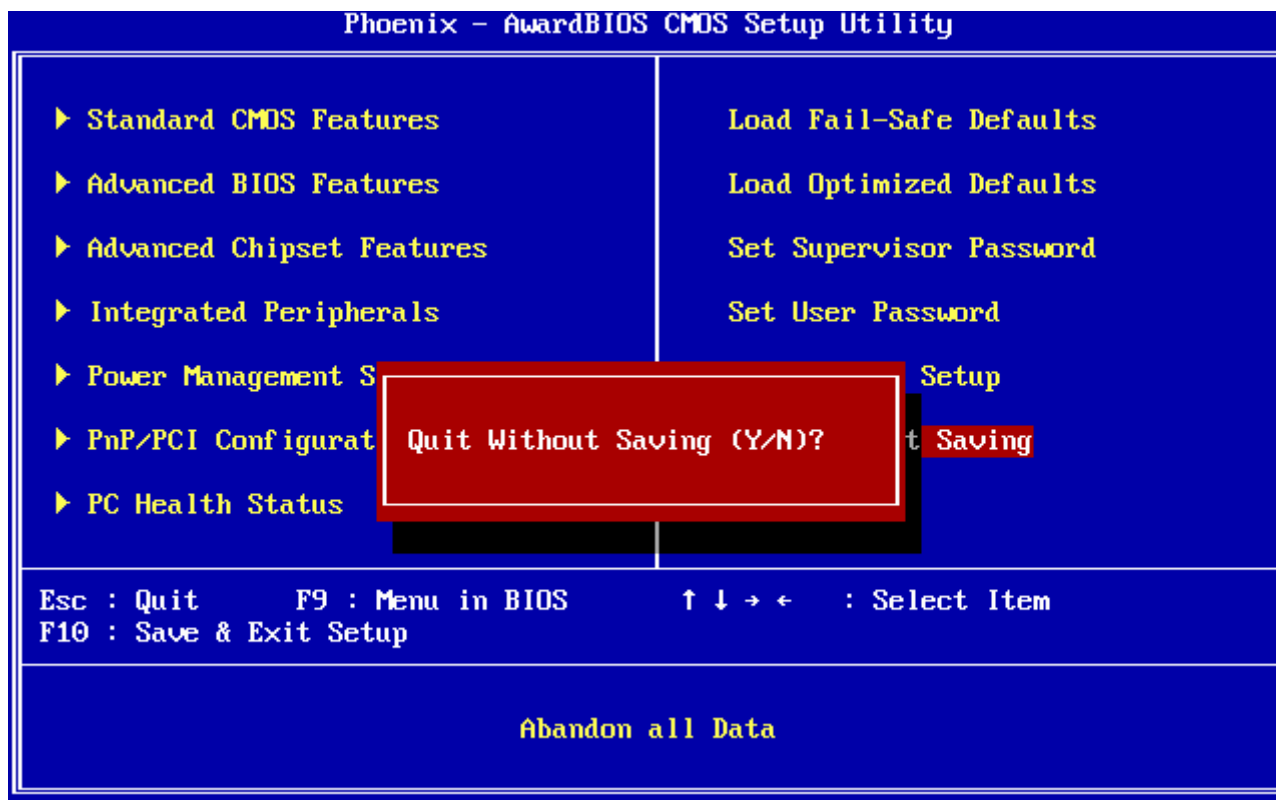 Phoenix - AwardBIOS CMOS Setup Utility
Standard CMOS Features
Advanced BIOS Features
Advanced Chipset Features
Integrated Peripherals
Power Management S
PnP/PCI Configurat
PC Health Status
Load Fail-Safe Defaults
Load Optimized Defaults
Set Supervisor Password
Set User Password
Setup
t Saving
Quit Without Saving (Y/N)?
Esc : Quit F9 : Menu in BIOS ↑ ↓ → ← : Select Item
F10 : Save & Exit Setup
Abandon all Data